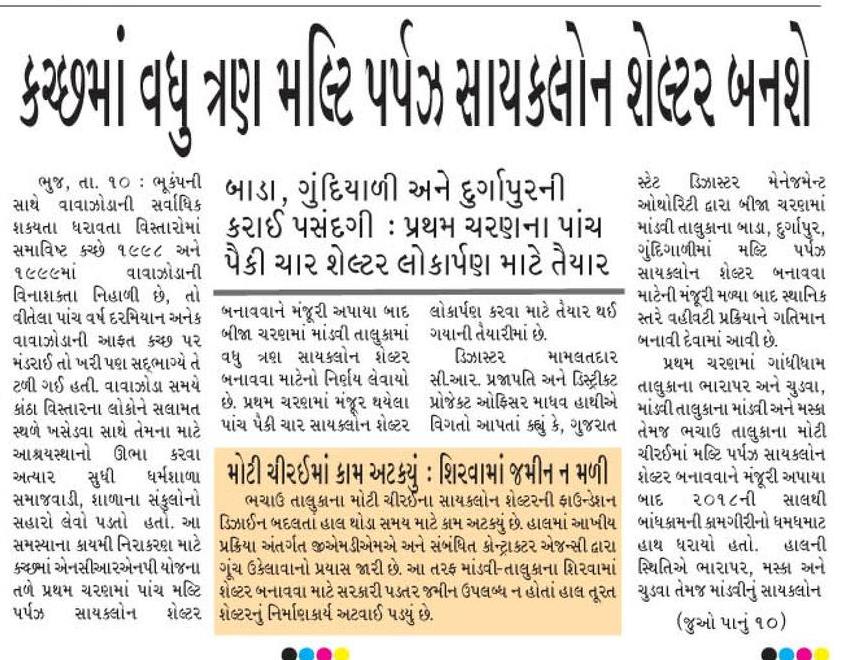 કચ્છમાં વધુ ત્રણ મલ્ટિ પર્પઝ સાયકલોન શેલ્ટર બનશે
બાડા, ગુંદિયાળી અને દુર્ગાપુરની
કરાઈ પસંદગી : પ્રથમ ચરણના પાંચ
પૈકી ચાર શેલ્ટર લોકાર્પણ માટે તૈયાર
ભુજ, તા. ૧૦ : ભૂકંપની
સાથે વાવાઝોડાની સર્વાધિક
શક્યતા ધરાવતા વિસ્તારોમાં
સમાવિષ્ટ કચ્છે ૧૯૯૮ અને
૧૯૯૯માં વાવાઝોડાની
વિનાશકતા નિહાળી છે, તો
વીતેલા પાંચ વર્ષ દરમિયાન અનેક
વાવાઝોડાની આફત કચ્છ પર
મંડરાઈ તો ખરી પણ સદ્ભાગ્યે તે
ટળી ગઈ હતી. વાવાઝોડા સમયે
કાંઠા વિસ્તારના લોકોને સલામત
સ્થળે ખસેડવા સાથે તેમના માટે
આશ્રયસ્થાનો ઊભા કરવા
અત્યાર સુધી ધર્મશાળા
સમાજવાડી, શાળાના સંકુલોનો
સહારો લેવો પડતો હતો. આ
સમસ્યાના કાયમી નિરાકરણ માટે
કચ્છમાં એનસીઆરએનપી યોજના
તળે પ્રથમ ચરણમાં પાંચ મલ્ટિ
પર્પઝ સાયકલોન શેલ્ટર
બનાવવાને મંજૂરી અપાયા બાદ
બીજા ચરણમાં માંડવી તાલુકામાં
વધુ ત્રણ સાયકલોન શેલ્ટર
બનાવવા માટેનો નિર્ણય લેવાયો
છે. પ્રથમ ચરણમાં મંજૂર થયેલા
પાંચ પૈકી ચાર સાયકલોન શેલ્ટર
લોકાર્પણ કરવા માટે તૈયાર થઈ
ગયાની તૈયારીમાં છે.
ડિઝાસ્ટર મામલતદાર
સી.આર. પ્રજાપતિ અને ડિસ્ટ્રીક્ટ
પ્રોજેક્ટ ઓફિસર માધવ હાથીએ
વિગતો આપતાં કહ્યું કે, ગુજરાત
સ્ટેટ ડિઝાસ્ટર મેનેજમેન્ટ
ઓથોરિટી દ્વારા બીજા ચરણમાં
માંડવી તાલુકાના બાડા, દુર્ગાપુર,
ગુંદિગાળીમાં મલ્ટિ પર્પઝ
સાયકલોન શેલ્ટર બનાવવા
માટેની મંજૂરી મળ્યા બાદ સ્થાનિક
સ્તરે વહીવટી પ્રક્રિયાને ગતિમાન
બનાવી દેવામાં આવી છે.
પ્રથમ ચરણમાં ગાંધીધામ
તાલુકાના ભારાપર અને ચુડવા,
માંડવી તાલુકાના માંડવી અને મસ્કા
તેમજ ભચાઉ તાલુકાના મોટી
ચીરઈમાં મલ્ટિ પર્પઝ સાયકલોન
શેલ્ટર બનાવવાને મંજૂરી અપાયા
બાદ ૨૦૧૮ની સાલથી
બાંધકામની કામગીરીનો ધમધમાટ
હાથ ધરાયો હતો. હાલની
સ્થિતિએ ભારાપર, મસ્કા અને
ચુડવા તેમજ માંડવીનું સાયકલોન
(જુઓ પાનું ૧૦)
મોટી ચીરઈમાં કામ અટક્યું : શિરવામાં જમીન ન મળી
ભચાઉ તાલુકાના મોટી ચીરઈના સાયકલોન શેલ્ટરની ફાઉન્ડેશન
ડિઝાઈન બદલતાં હાલ થોડા સમય માટે કામ અટક્યું છે. હાલમાં આખીય
પ્રક્રિયા અંતર્ગત જીએમડીએમએ અને સંબંધિત કોન્ટ્રાક્ટર એજન્સી દ્વારા
ગૂંચ ઉકેલાવાનો પ્રયાસ જારી છે. આ તરફ માંડવી-તાલુકાના શિરવામાં
શેલ્ટર બનાવવા માટે સરકારી પડતર જમીન ઉપલબ્ધ ન હોતાં હાલ તૂરત
શેલ્ટરનું નિર્માણકાર્ય અટવાઈ પડયું છે.